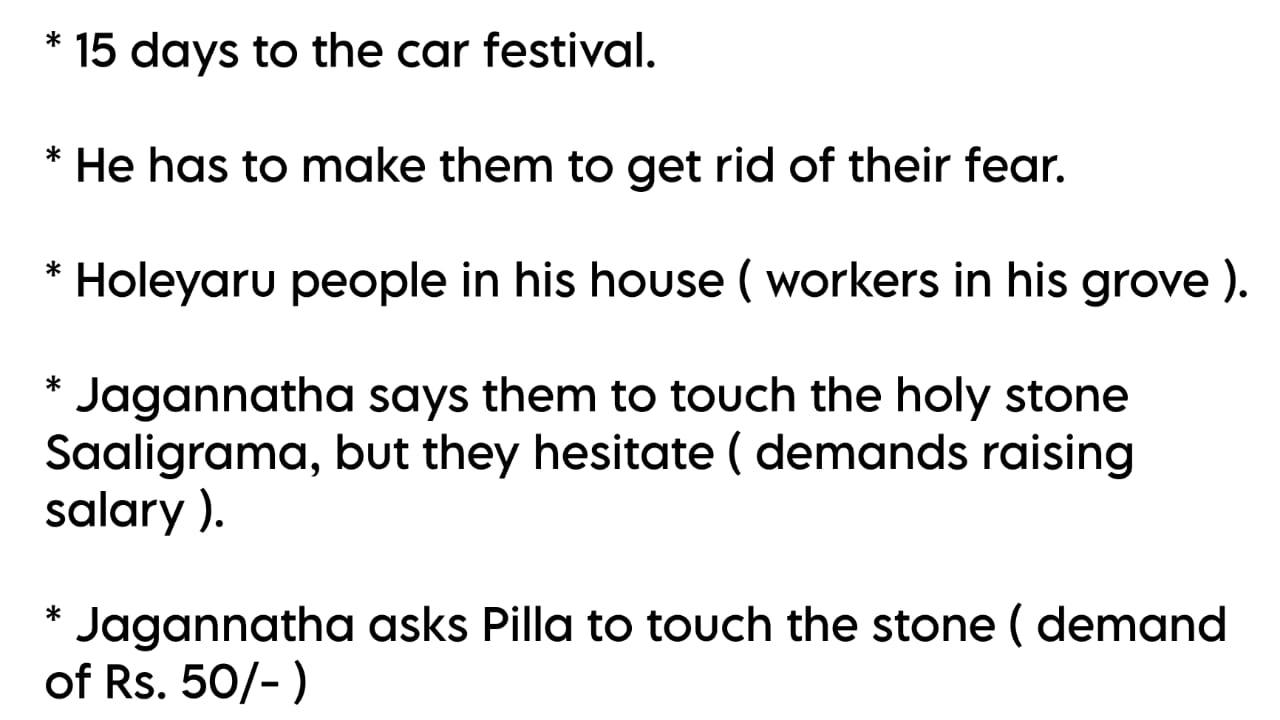 * 15 days to the car festival.
* He has to make them to get rid of their fear.
* Holeyaru people in his house ( workers in his grove ).
* Jagannatha says them to touch the holy stone
Saaligrama, but they hesitate ( demands raising
salary ).
* Jagannatha asks Pilla to touch the stone ( demand
of Rs. 50/- )